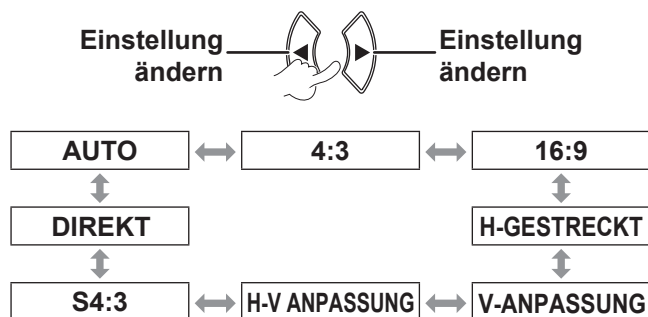 Einstellung
ändern
Einstellung
ändern
AUTO 4:3 16:9
DIREKT H-GESTRECKT
S4:3 H-V ANPASSUNG V-ANPASSUNG